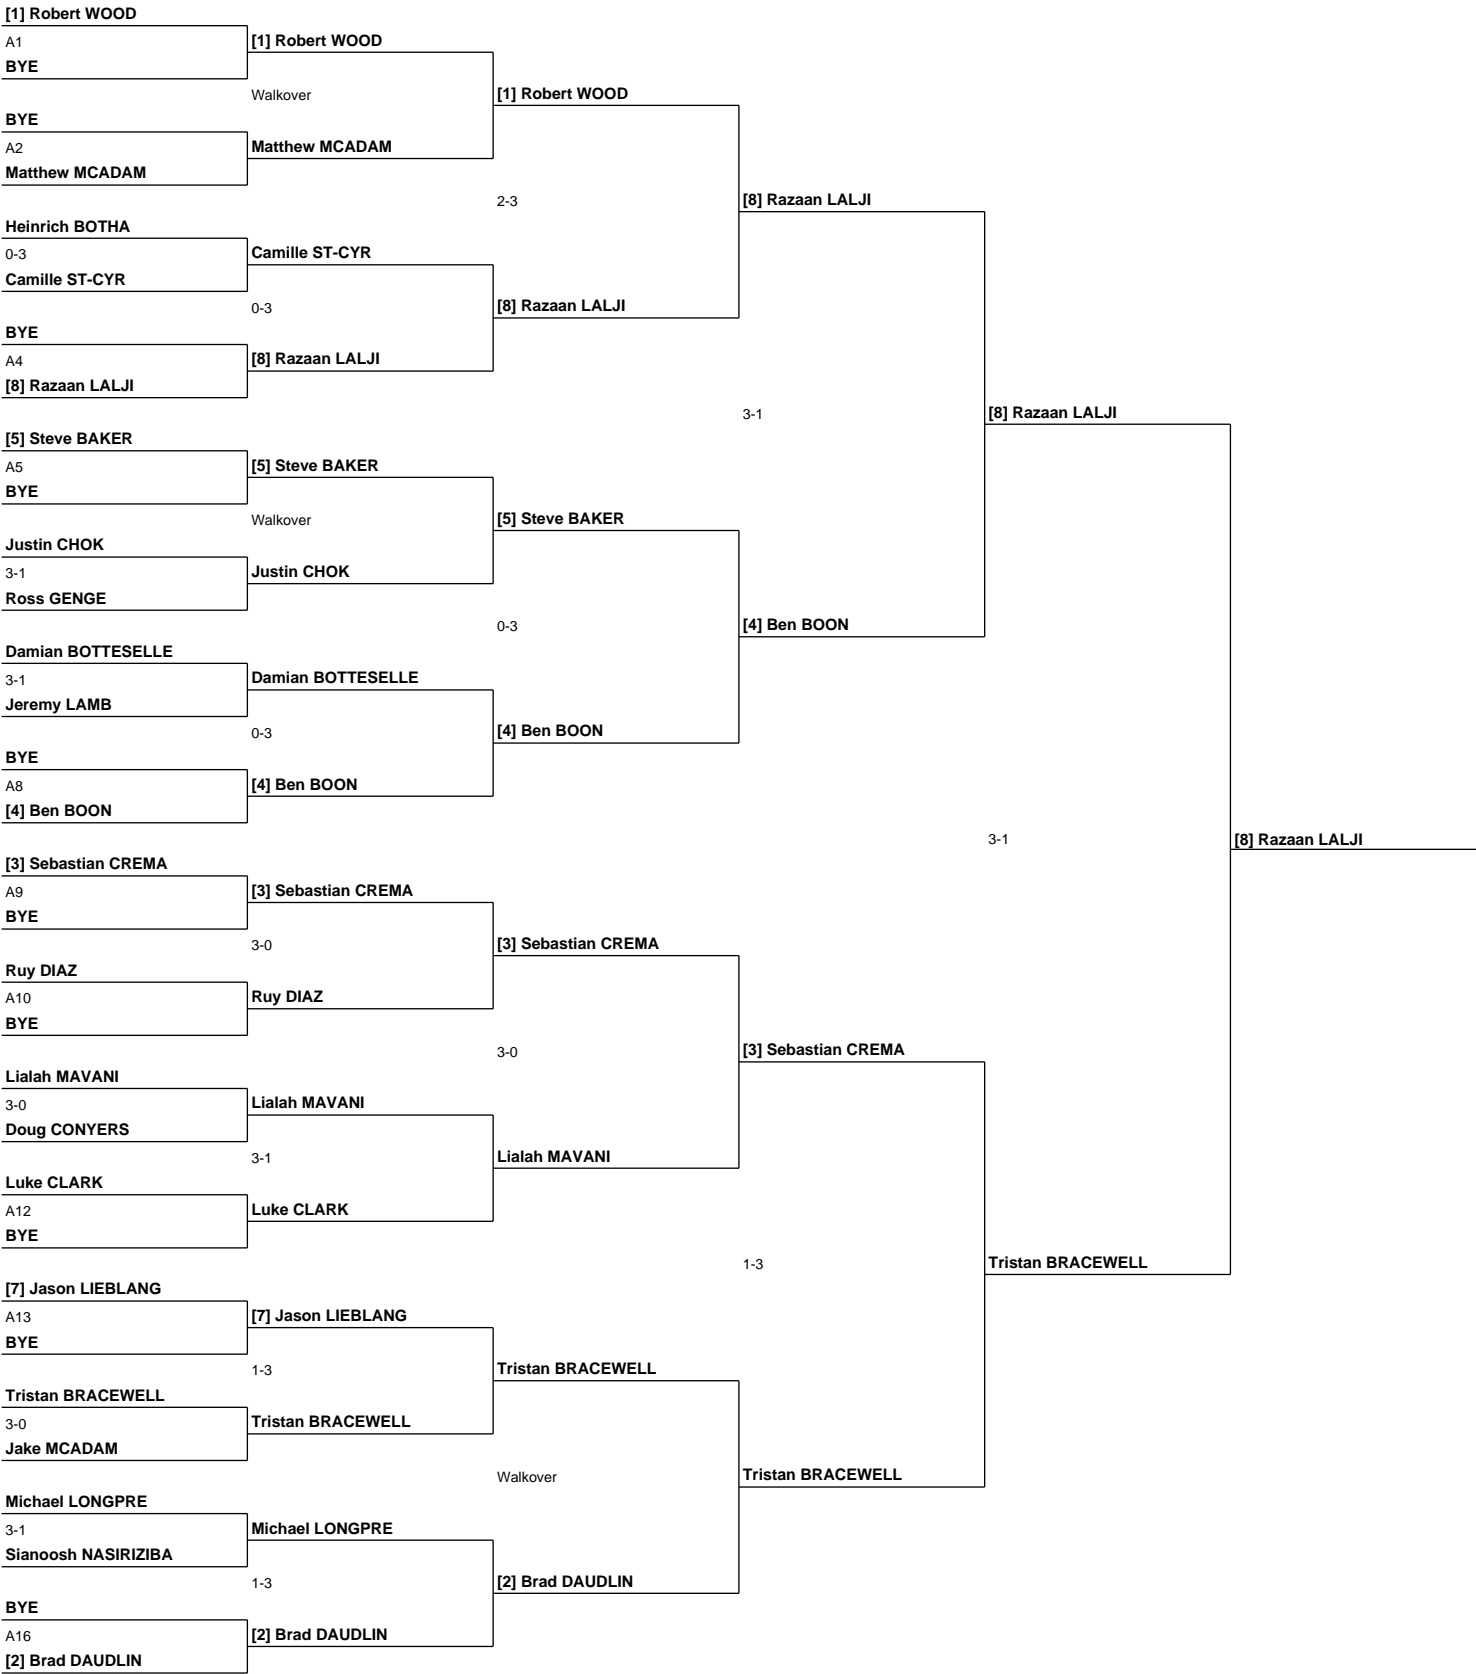 [1] Robert WOOD
A1
BYE
BYE
A2
Matthew MCADAM
Heinrich BOTHA
0-3
Camille ST-CYR
BYE
A4
[8] Razaan LALJI
[5] Steve BAKER
A5
BYE
Justin CHOK
3-1
Ross GENGE
Damian BOTTESELLE
3-1
Jeremy LAMB
BYE
A8
[4] Ben BOON
[3] Sebastian CREMA
A9
BYE
Ruy DIAZ
A10
BYE
Lialah MAVANI
3-0
Doug CONYERS
Luke CLARK
A12
BYE
[7] Jason LIEBLANG
A13
BYE
Tristan BRACEWELL
3-0
Jake MCADAM
Michael LONGPRE
3-1
Sianoosh NASIRIZIBA
BYE
A16
[2] Brad DAUDLIN
[1] Robert WOOD
Walkover
Matthew MCADAM
Camille ST-CYR
0-3
[8] Razaan LALJI
[5] Steve BAKER
Walkover
Justin CHOK
Damian BOTTESELLE
0-3
[4] Ben BOON
[3] Sebastian CREMA
3-0
Ruy DIAZ
Lialah MAVANI
3-1
Luke CLARK
[7] Jason LIEBLANG
1-3
Tristan BRACEWELL
Michael LONGPRE
1-3
[2] Brad DAUDLIN
[1] Robert WOOD
2-3
[8] Razaan LALJI
[5] Steve BAKER
0-3
[4] Ben BOON
[3] Sebastian CREMA
3-0
Lialah MAVANI
Tristan BRACEWELL
Walkover
[2] Brad DAUDLIN
[8] Razaan LALJI
3-1
[4] Ben BOON
[3] Sebastian CREMA
1-3
Tristan BRACEWELL
[8] Razaan LALJI
3-1
Tristan BRACEWELL
[8] Razaan LALJI